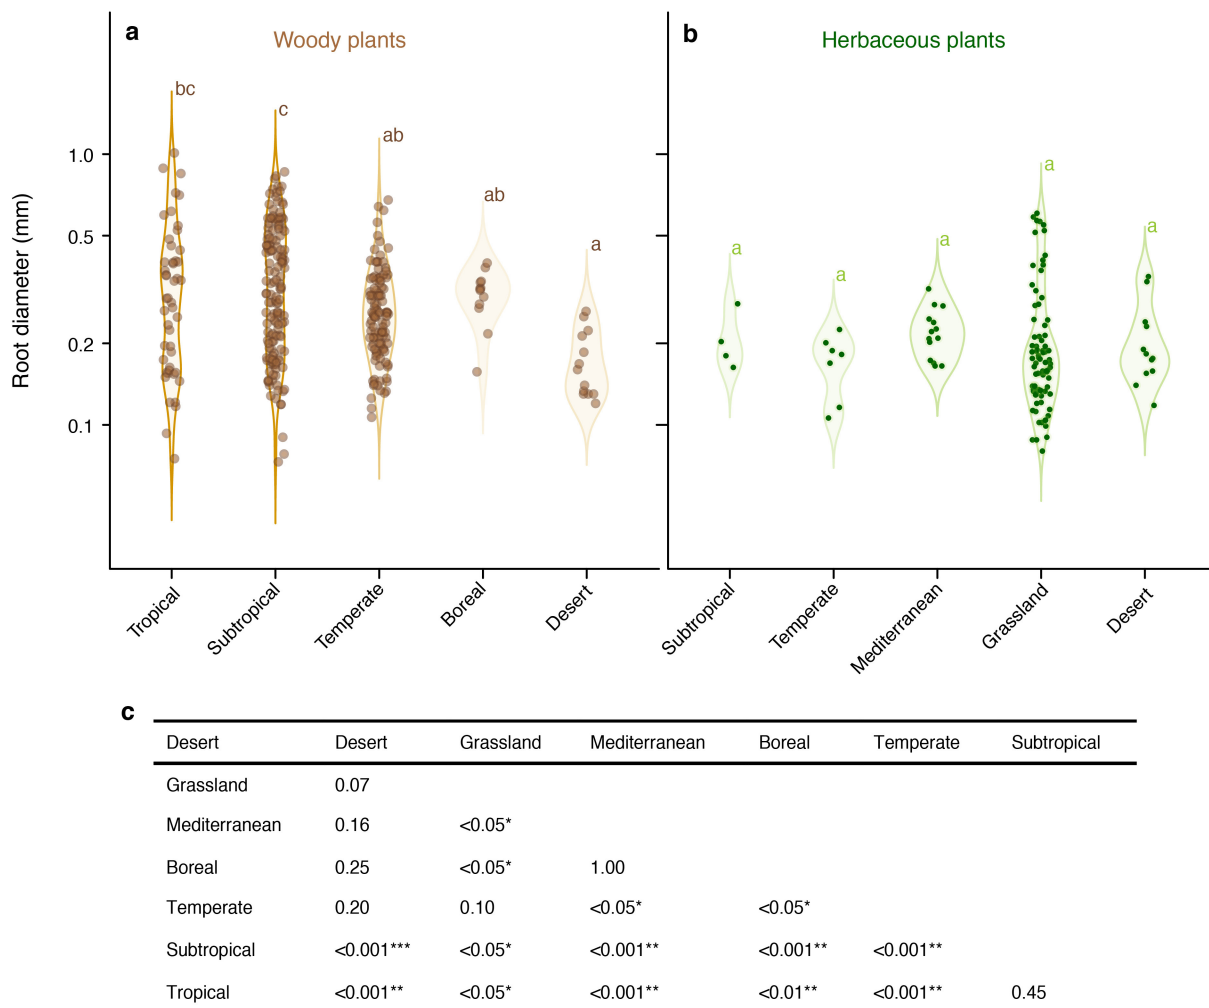 a
Woody plants
b
Herbaceous plants
bc
c
ab
ab
a
a
a
a
a
a
Root diameter (mm)
1.0
0.5
0.2
0.1
Tropical
Subtropical
Temperate
Boreal
Desert
Subtropical
Temperate
Mediterranean
Grassland
Desert
c
Desert Desert Grassland Mediterranean Boreal Temperate Subtropical
Grassland 0.07
Mediterranean 0.16 <0.05*
Boreal 0.25 <0.05* 1.00
Temperate 0.20 0.10 <0.05* <0.05*
Subtropical <0.001*** <0.05* <0.001** <0.001** <0.001**
Tropical <0.001** <0.05* <0.001** <0.01** <0.001** 0.45